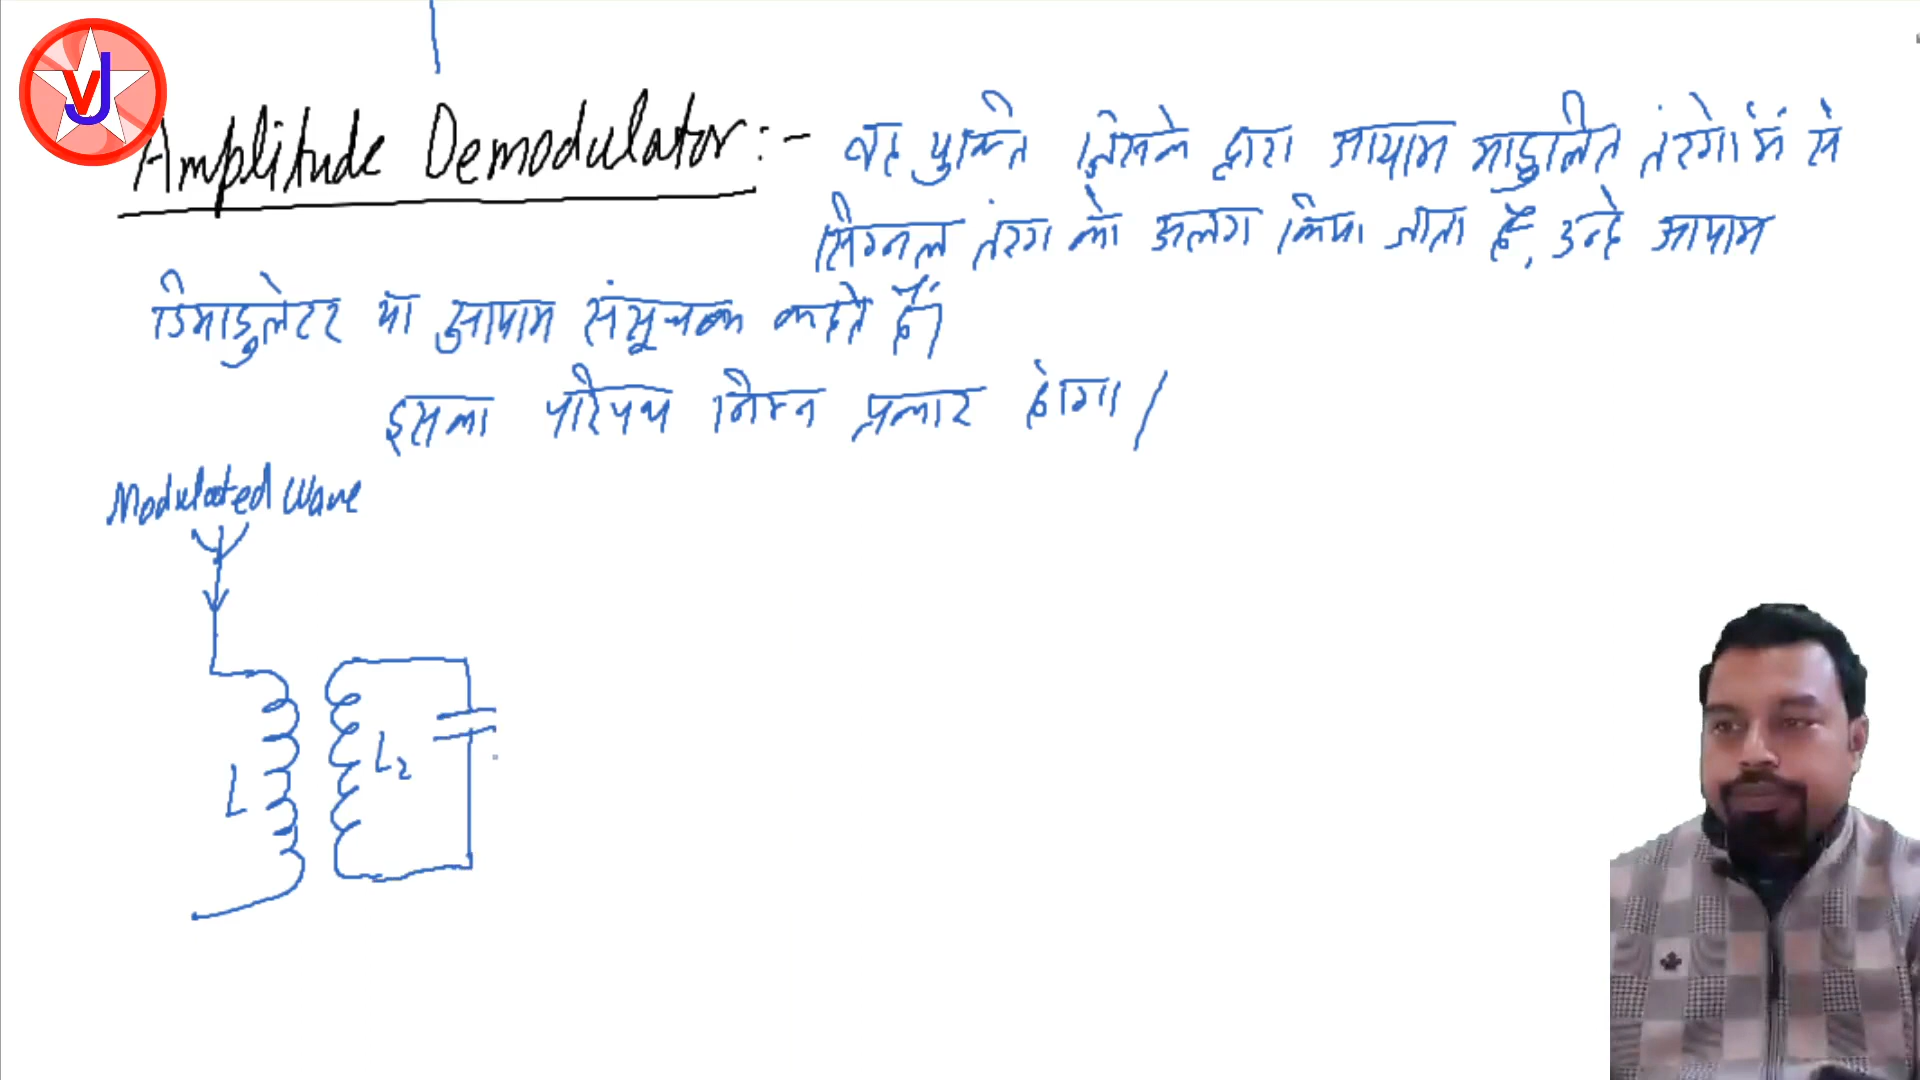 VJ
Amplitude Demodulator:- वह युक्ति जिसके द्वारा आयाम माडुलित तरंगों में से
सिग्नल तरंग को अलग किया जाता है, उन्हे आयाम
डिमाडुलेटर या आयाम संसूचक कहते हैं।
इसका परिपथ निम्न प्रकार होगा।
Modulated Wave
L₂
L